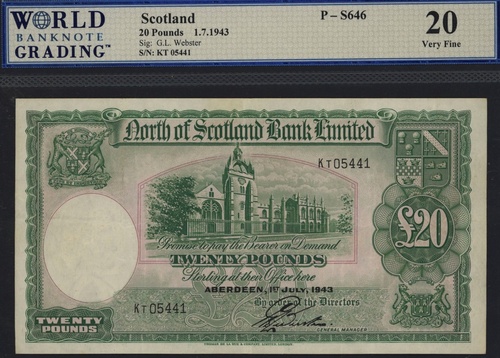 WORLD
BANKNOTE
GRADING™
Scotland
20 Pounds 1.7.1943
Sig: G.L. Webster
S/N: KT 05441
P – S646
20
Very Fine
North of Scotland Bank Limited
KT05441
£20
Promise to pay the Bearer on Demand
TWENTY POUNDS
Sterling at their Office here
ABERDEEN, 1ST JULY, 1943
By order of the Directors
KT05441
GENERAL MANAGER
TWENTY
POUNDS